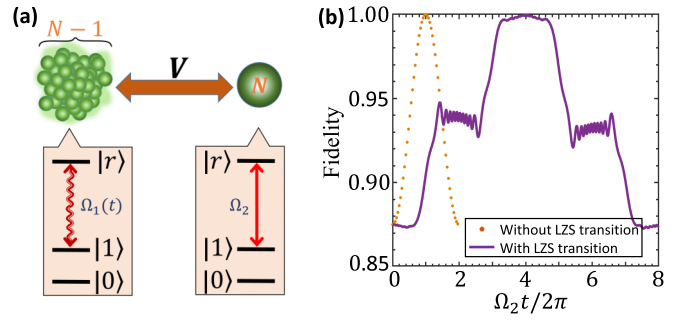 (a)
N − 1
V
N
|r⟩
Ω₁(t)
|1⟩
|0⟩
|r⟩
Ω₂
|1⟩
|0⟩
(b)
1.00
0.95
0.90
0.85
Fidelity
Without LZS transition
With LZS transition
0 2 4 6 8
Ω₂t/2π